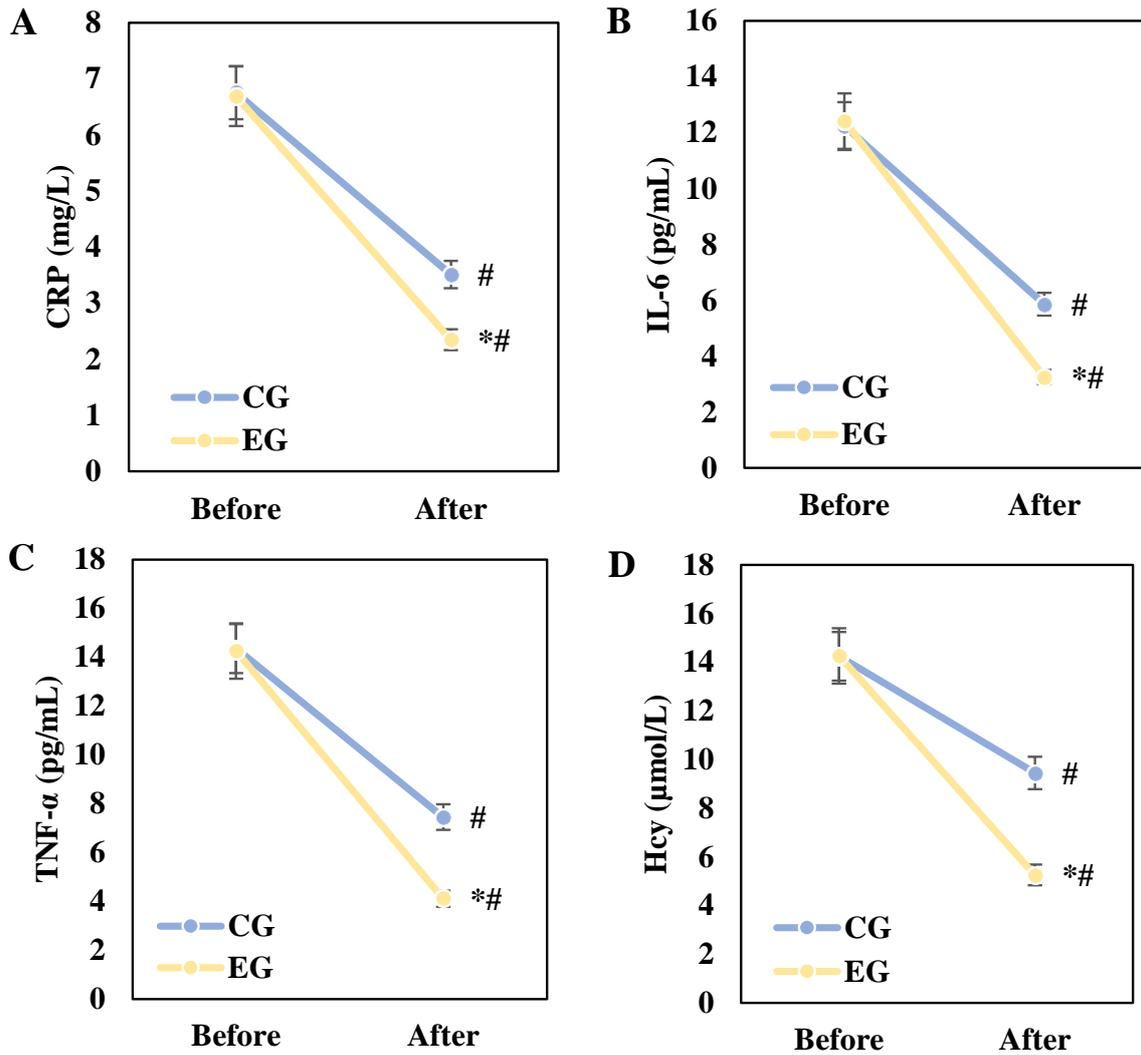 A
CRP (mg/L)
8
7
6
5
4
3
2
1
0
#
*#
CG
EG
Before After
B
IL-6 (pg/mL)
16
14
12
10
8
6
4
2
0
#
*#
CG
EG
Before After
C
TNF-α (pg/mL)
18
16
14
12
10
8
6
4
2
0
#
*#
CG
EG
Before After
D
Hcy (μmol/L)
18
16
14
12
10
8
6
4
2
0
#
*#
CG
EG
Before After